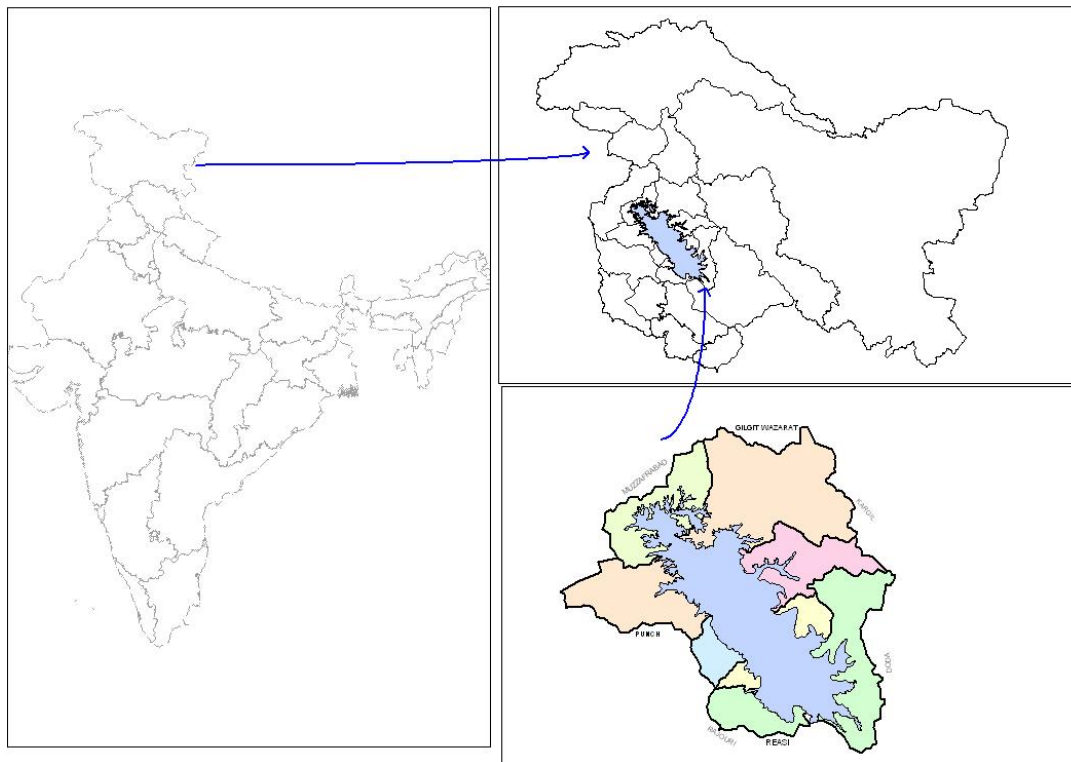 GILGIT WAZARAT
MUZZAFRABAD
KARGIL
PUNCH
DODA
RAJOURI
REASI